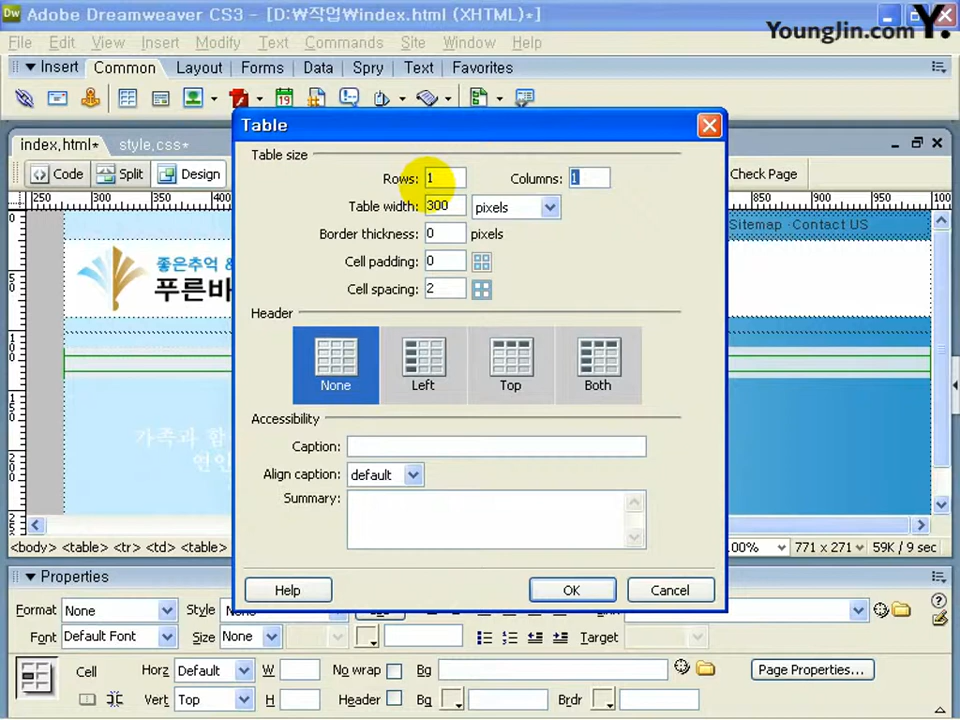 Adobe Dreamweaver CS3 - [D:₩작업₩index.html (XHTML)*]
YoungJin.com Y.
File Edit View Insert Modify Text Commands Site Window Help
Insert Common Layout Forms Data Spry Text Favorites
index.html* style.css*
Code Split Design Check Page
250 850 900 950 100
Sitemap · Contact US
좋은추억 &
푸른바
가족과 함
연인
Table
Table size
Rows: 1 Columns: 1
Table width: 300 pixels
Border thickness: 0 pixels
Cell padding: 0
Cell spacing: 2
Header
None Left Top Both
Accessibility
Caption:
Align caption: default
Summary:
Help OK Cancel
<body> <table> <tr> <td> <table> .00% 771 x 271 59K / 9 sec
Properties
Format None Style
Font Default Font Size None Target
Cell Horz Default W No wrap Bg Page Properties...
Vert Top H Header Bg Brdr